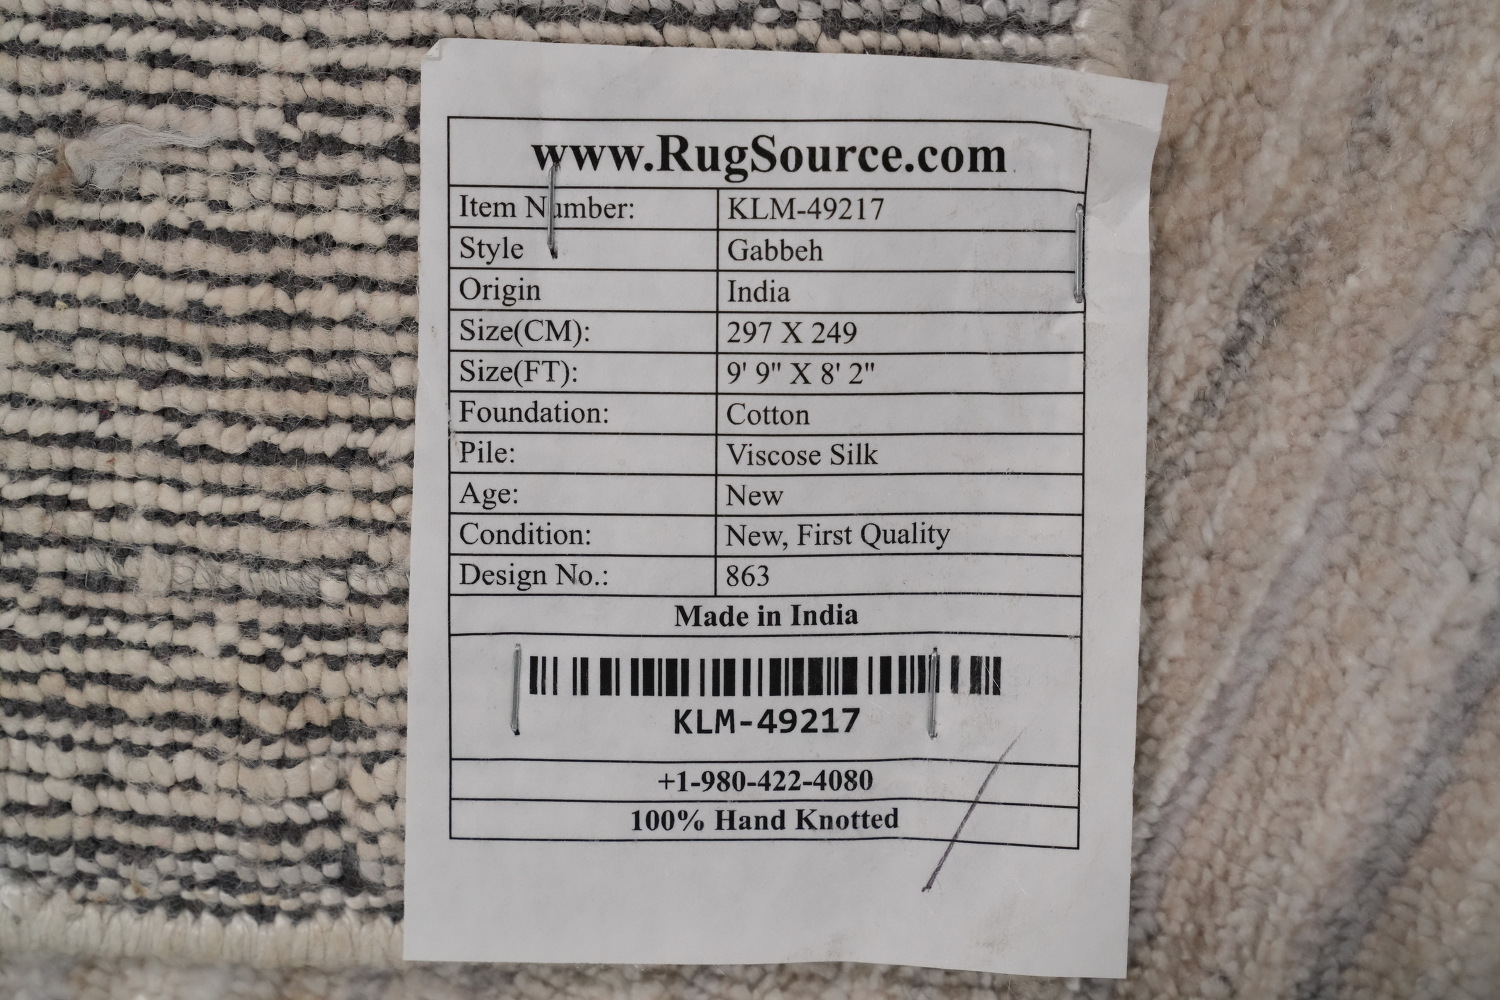 www.RugSource.com
Item Number: KLM-49217
Style Gabbeh
Origin India
Size(CM): 297 X 249
Size(FT): 9' 9" X 8' 2"
Foundation: Cotton
Pile: Viscose Silk
Age: New
Condition: New, First Quality
Design No.: 863
Made in India
KLM-49217
+1-980-422-4080
100% Hand Knotted